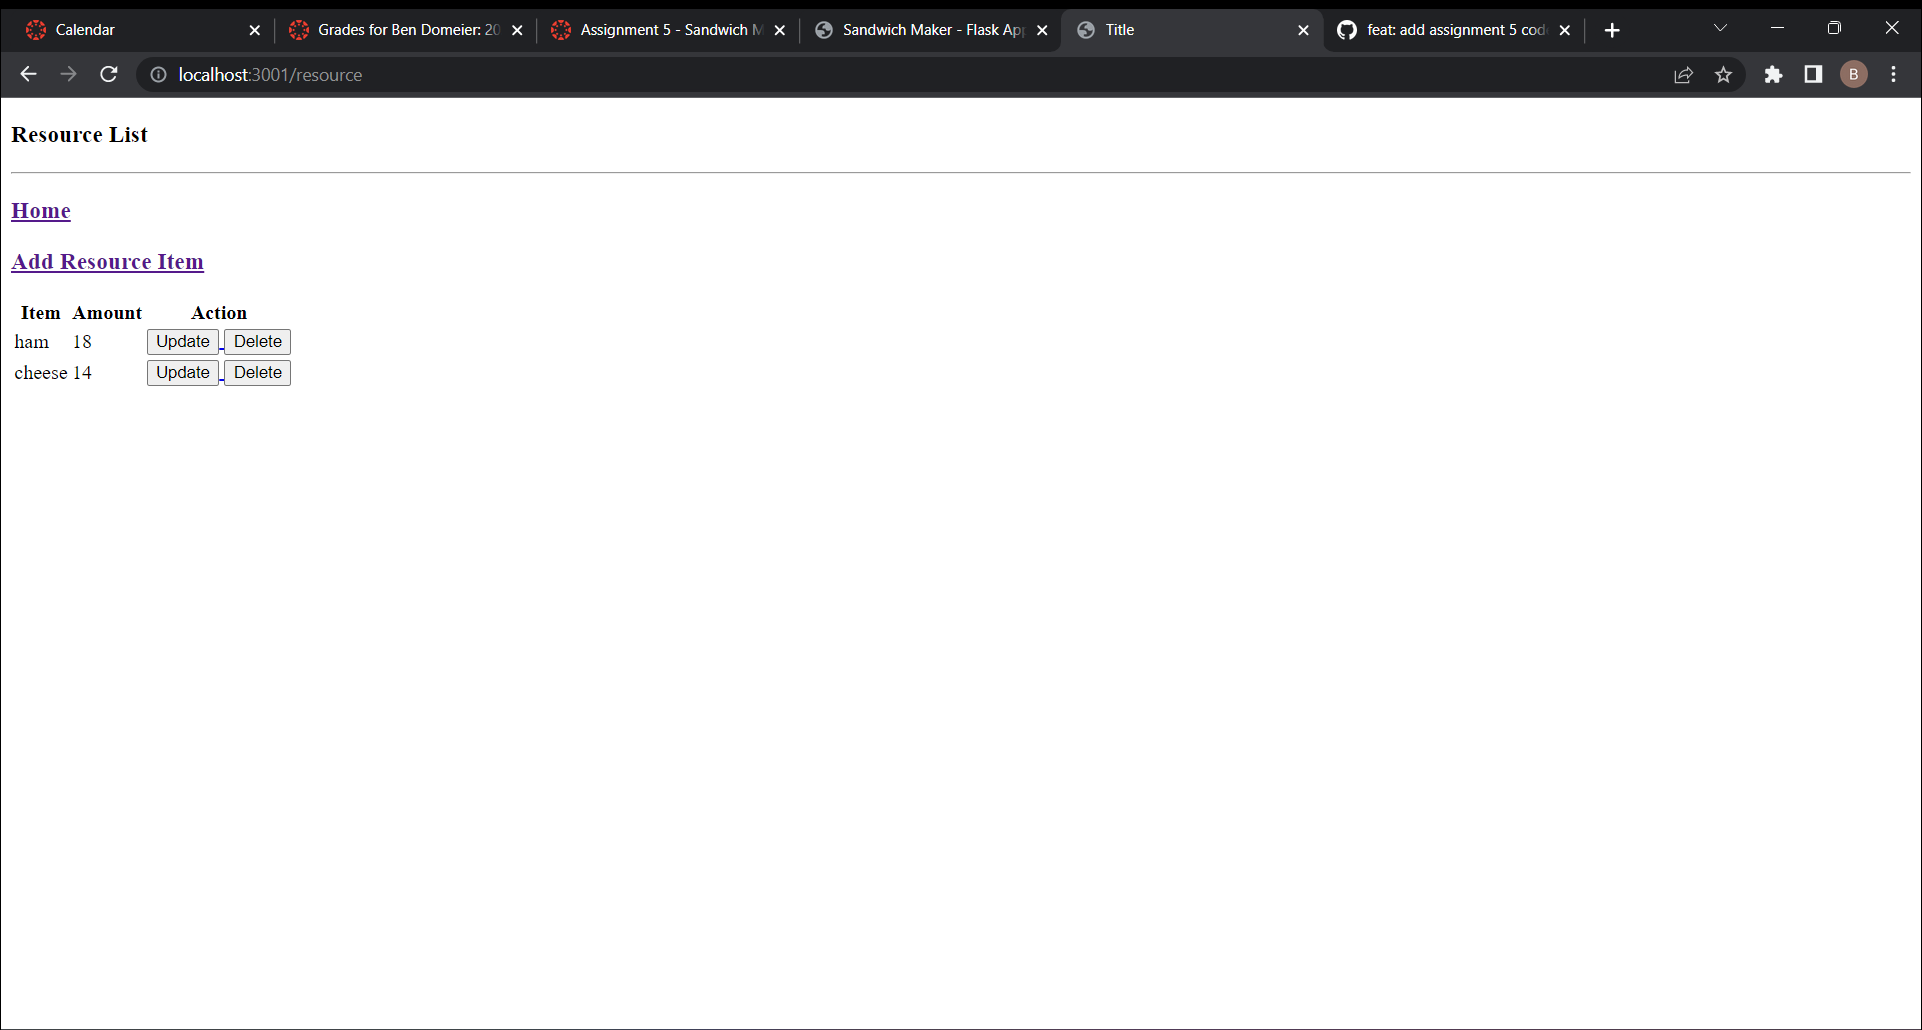 Calendar
Grades for Ben Domeier: 20
Assignment 5 - Sandwich M
Sandwich Maker - Flask Ap
Title
feat: add assignment 5 cod
localhost:3001/resource
B
Resource List
Home
Add Resource Item
Item Amount Action
ham 18 Update Delete
cheese 14 Update Delete